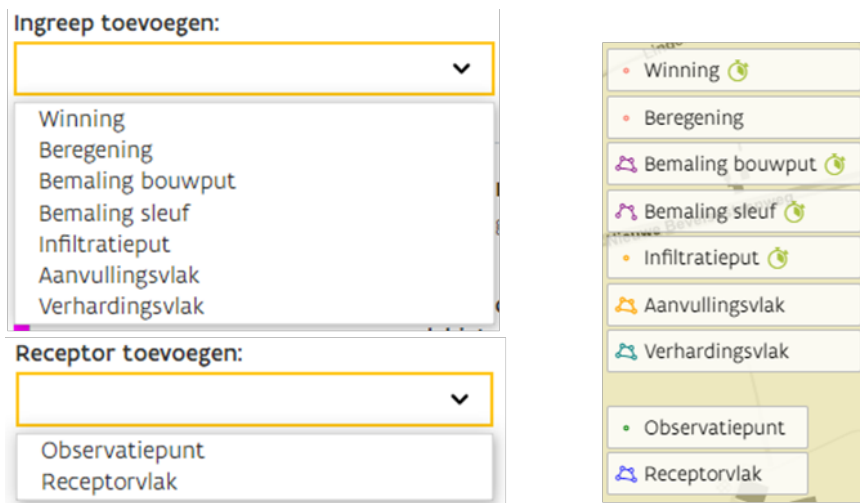 Ingreep toevoegen:
Winning
Beregening
Bemaling bouwput
Bemaling sleuf
Infiltratieput
Aanvullingsvlak
Verhardingsvlak
Receptor toevoegen:
Observatiepunt
Receptorvlak
Winning
Beregening
Bemaling bouwput
Bemaling sleuf
Infiltratieput
Aanvullingsvlak
Verhardingsvlak
Observatiepunt
Receptorvlak